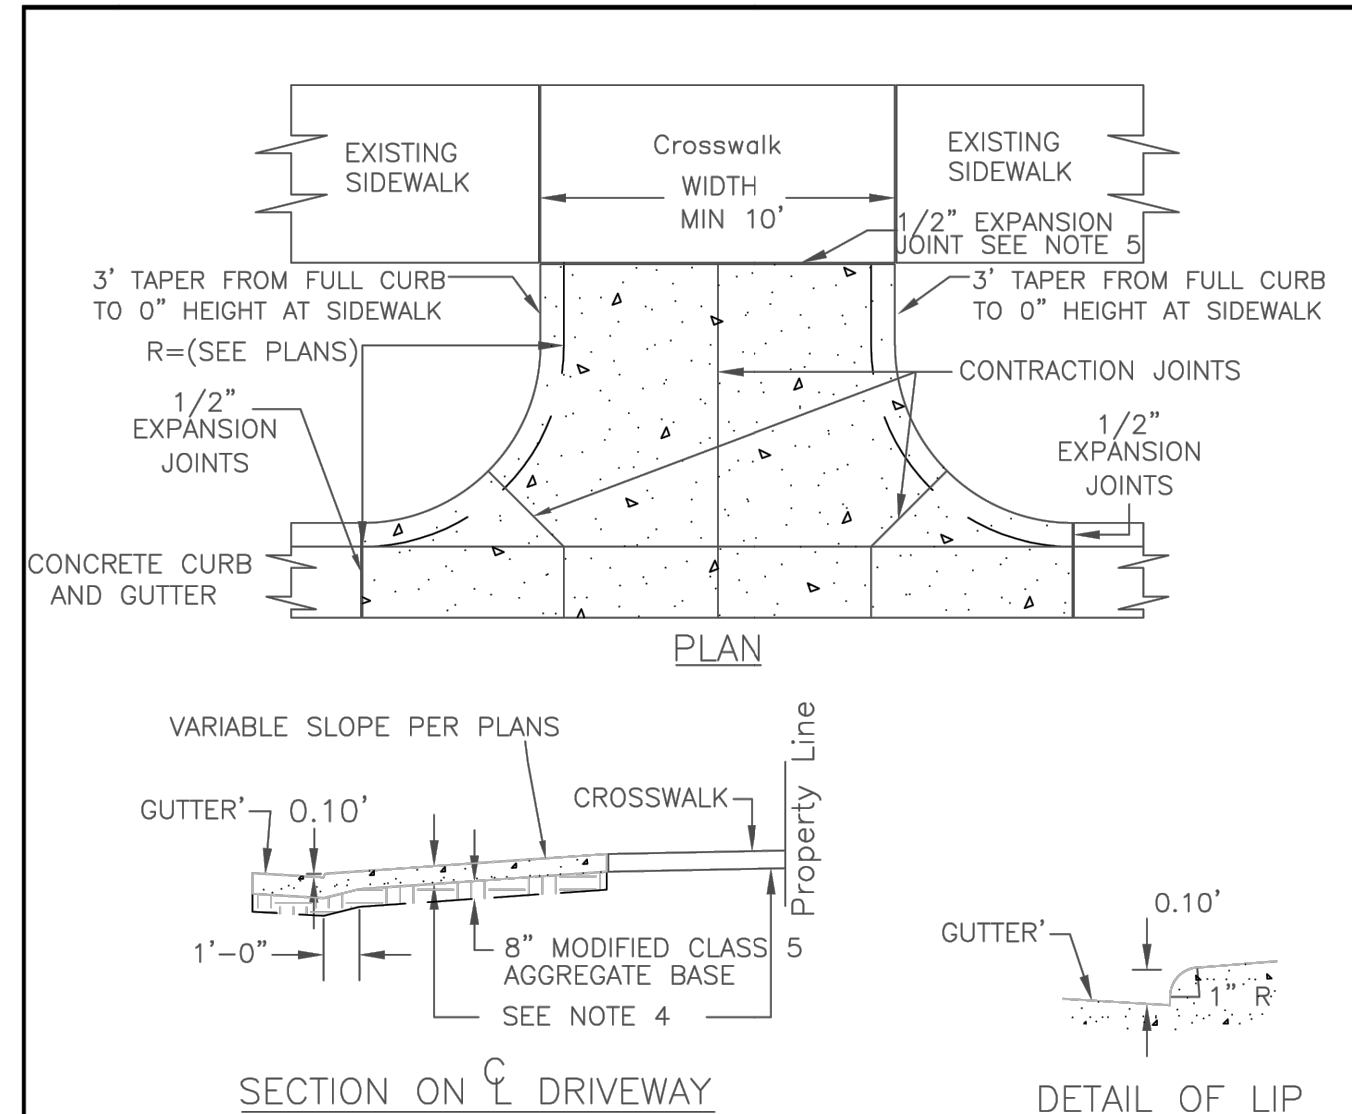 EXISTING
SIDEWALK
Crosswalk
WIDTH
MIN 10'
EXISTING
SIDEWALK
1/2" EXPANSION
JOINT SEE NOTE 5
3' TAPER FROM FULL CURB
TO 0" HEIGHT AT SIDEWALK
3' TAPER FROM FULL CURB
TO 0" HEIGHT AT SIDEWALK
R=(SEE PLANS)
CONTRACTION JOINTS
1/2"
EXPANSION
JOINTS
1/2"
EXPANSION
JOINTS
CONCRETE CURB
AND GUTTER
PLAN
VARIABLE SLOPE PER PLANS
GUTTER'
0.10'
CROSSWALK
Property Line
1'-0"
8" MODIFIED CLASS 5
AGGREGATE BASE
SEE NOTE 4
SECTION ON ℄ DRIVEWAY
0.10'
GUTTER'
1" R
DETAIL OF LIP